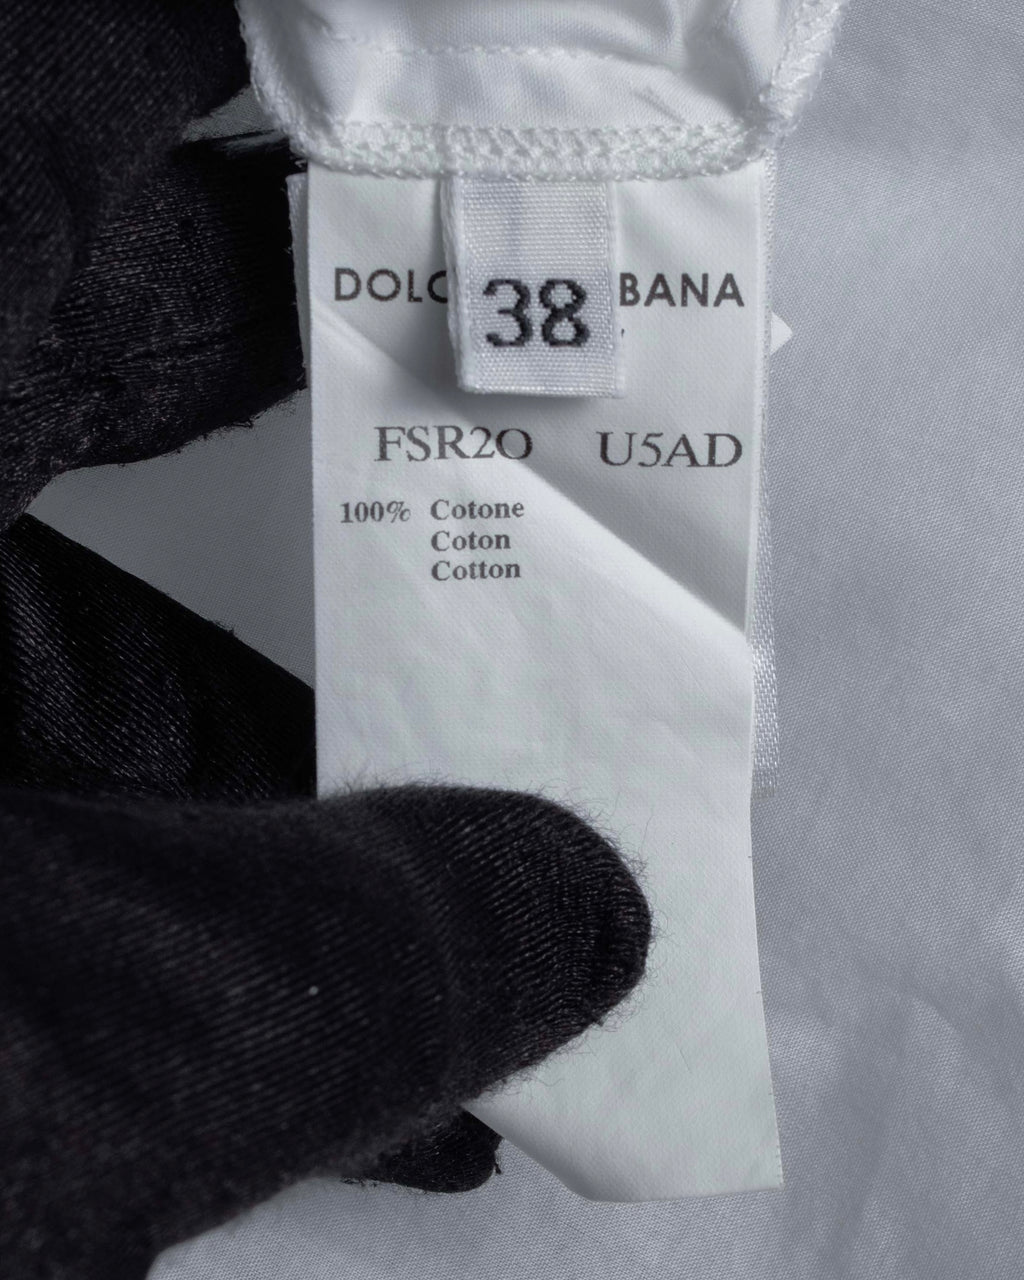 DOLC BANA
38
FSR2O U5AD
100% Cotone
Coton
Cotton